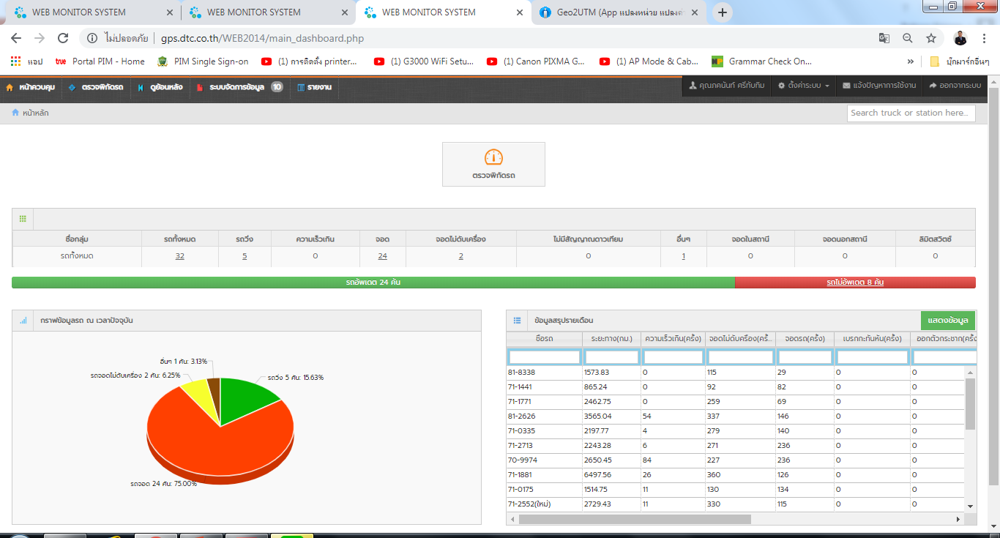 WEB MONITOR SYSTEM
WEB MONITOR SYSTEM
WEB MONITOR SYSTEM
Geo2UTM (App แปลงหน่วย แปลงค่
ไม่ปลอดภัย
gps.dtc.co.th/WEB2014/main_dashboard.php
แอป
true Portal PIM - Home
PIM Single Sign-on
(1) การติดตั้ง printer...
(1) G3000 WiFi Setu...
(1) Canon PIXMA G...
(1) AP Mode & Cab...
Grammar Check On...
»
บุ๊กมาร์กอื่นๆ
หน้าควบคุม
ตรวจพิกัดรถ
ดูย้อนหลัง
ระบบจัดการข้อมูล 10
รายงาน
คุณภคนันท์ ศรีทับทิม
ตั้งค่าระบบ
แจ้งปัญหาการใช้งาน
ออกจากระบบ
หน้าหลัก
Search truck or station here...
ตรวจพิกัดรถ
ชื่อกลุ่ม รถทั้งหมด รถวิ่ง ความเร็วเกิน จอด จอดไม่ดับเครื่อง ไม่มีสัญญาณดาวเทียม อื่นๆ จอดในสถานี จอดนอกสถานี ลิมิตสวิตช์
รถทั้งหมด 32 5 0 24 2 0 1 0 0 0
รถอัพเดต 24 คัน รถไม่อัพเดต 8 คัน
กราฟข้อมูลรถ ณ เวลาปัจจุบัน
อื่นๆ 1 คัน: 3.13%
รถจอดไม่ดับเครื่อง 2 คัน: 6.25%
รถวิ่ง 5 คัน: 15.63%
รถจอด 24 คัน: 75.00%
ข้อมูลสรุปรายเดือน แสดงข้อมูล
ชื่อรถ ระยะทาง(กม.) ความเร็วเกิน(ครั้ง) จอดไม่ดับเครื่อง(ครั้... จอดรถ(ครั้ง) เบรกกะทันหัน(ครั้ง) ออกตัวกระชาก(ครั้ง
81-8338 1573.83 0 115 29 0 0
71-1441 865.24 0 92 82 0 0
71-1771 2462.75 0 259 69 0 0
81-2626 3565.04 54 337 146 0 0
71-0335 2197.77 4 279 140 0 0
71-2713 2243.28 6 271 236 0 0
70-9974 2650.45 84 227 236 0 0
71-1881 6497.56 26 360 126 0 0
71-0175 1514.75 11 130 134 0 0
71-2552(ใหม่) 2729.43 11 330 115 0 0